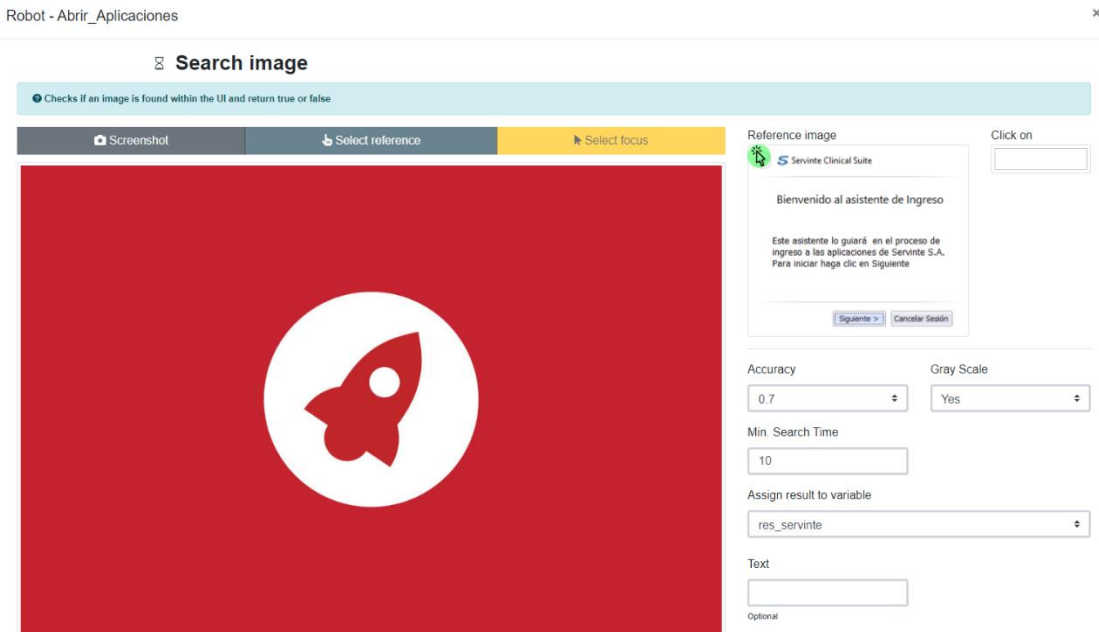 Robot - Abrir_Aplicaciones
×
Search image
Checks if an image is found within the UI and return true or false
Screenshot
Select reference
Select focus
Reference image
Click on
Servinte Clinical Suite
Bienvenido al asistente de Ingreso
Este asistente lo guiará en el proceso de
ingreso a las aplicaciones de Servinte S.A.
Para iniciar haga clic en Siguiente
Siguiente >
Cancelar Sesión
Accuracy
Gray Scale
0.7
Yes
Min. Search Time
10
Assign result to variable
res_servinte
Text
Optional